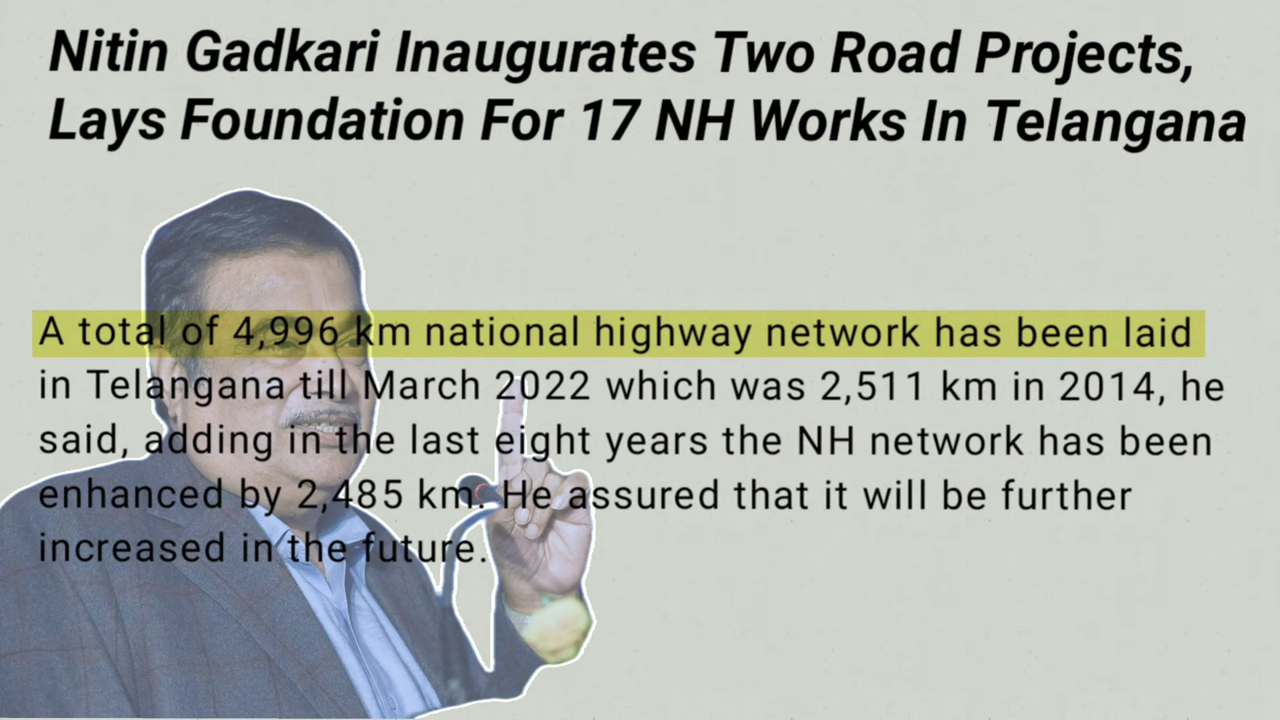 Nitin Gadkari Inaugurates Two Road Projects,
Lays Foundation For 17 NH Works In Telangana
A total of 4,996 km national highway network has been laid
in Telangana till March 2022 which was 2,511 km in 2014, he
said, adding in the last eight years the NH network has been
enhanced by 2,485 km. He assured that it will be further
increased in the future.